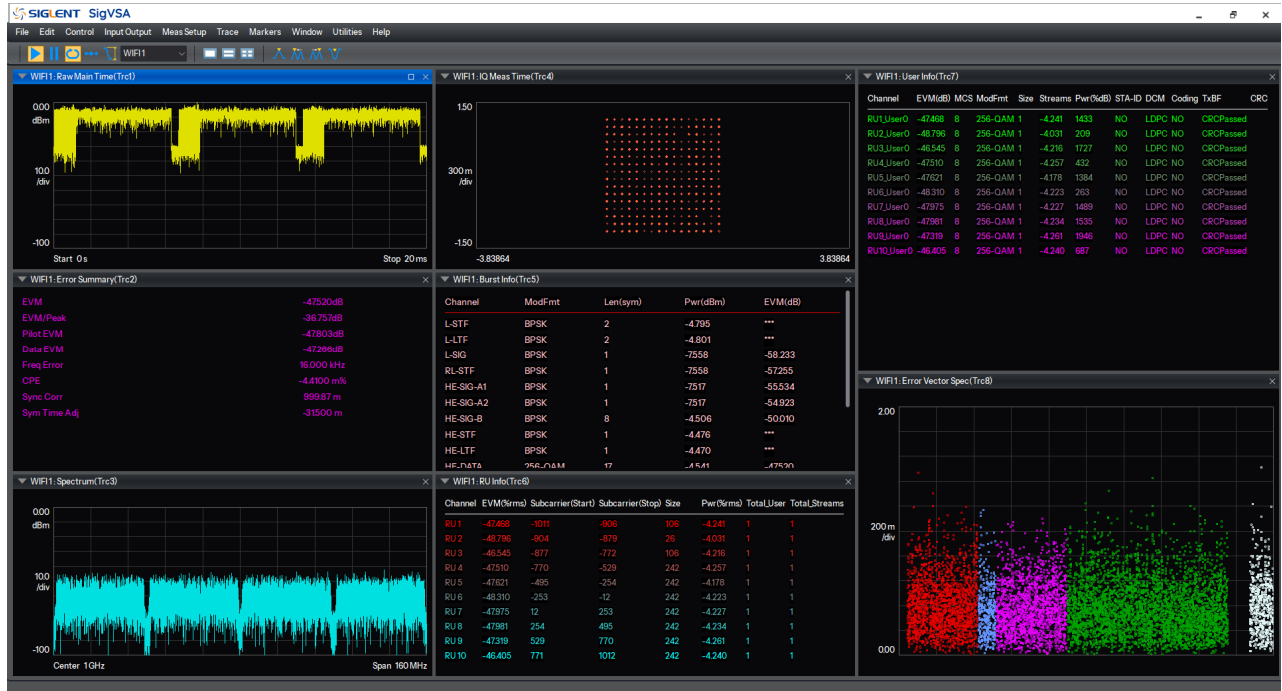 SIGLENT SigVSA
File Edit Control Input Output Meas Setup Trace Markers Window Utilities Help
WIFI1
WIFI1: Raw Main Time(Trc1)
0.00
dBm
10.0
/div
-100
Start 0 s Stop 20 ms
WIFI1: IQ Meas Time(Trc4)
1.50
300 m
/div
-1.50
-3.83864 3.83864
WIFI1: User Info(Trc7)
Channel EVM(dB) MCS ModFmt Size Streams Pwr(%dB) STA-ID DCM Coding TxBF CRC
RU1_User0 -47.468 8 256-QAM 1 -4.241 1433 NO LDPC NO CRCPassed
RU2_User0 -48.796 8 256-QAM 1 -4.031 209 NO LDPC NO CRCPassed
RU3_User0 -46.545 8 256-QAM 1 -4.216 1727 NO LDPC NO CRCPassed
RU4_User0 -47.510 8 256-QAM 1 -4.257 432 NO LDPC NO CRCPassed
RU5_User0 -47.621 8 256-QAM 1 -4.178 1384 NO LDPC NO CRCPassed
RU6_User0 -48.310 8 256-QAM 1 -4.223 263 NO LDPC NO CRCPassed
RU7_User0 -47.975 8 256-QAM 1 -4.227 1489 NO LDPC NO CRCPassed
RU8_User0 -47.981 8 256-QAM 1 -4.234 1535 NO LDPC NO CRCPassed
RU9_User0 -47.319 8 256-QAM 1 -4.261 1946 NO LDPC NO CRCPassed
RU10_User0 -46.405 8 256-QAM 1 -4.240 687 NO LDPC NO CRCPassed
WIFI1: Error Summary(Trc2)
EVM -47.520dB
EVM/Peak -36.757dB
Pilot EVM -47.803dB
Data EVM -47.266dB
Freq Error 16.000 kHz
CPE -4.4100 m%
Sync Corr 999.87 m
Sym Time Adj -31.500 m
WIFI1: Burst Info(Trc5)
Channel ModFmt Len(sym) Pwr(dBm) EVM(dB)
L-STF BPSK 2 -4.795 ***
L-LTF BPSK 2 -4.801 ***
L-SIG BPSK 1 -7.558 -58.233
RL-STF BPSK 1 -7.558 -57.255
HE-SIG-A1 BPSK 1 -7.517 -55.534
HE-SIG-A2 BPSK 1 -7.517 -54.923
HE-SIG-B BPSK 8 -4.506 -50.010
HE-STF BPSK 1 -4.476 ***
HE-LTF BPSK 1 -4.470 ***
HE-DATA 256-QAM 17 -4.541 -47.520
WIFI1: Spectrum(Trc3)
0.00
dBm
10.0
/div
-100
Center 1 GHz Span 160 MHz
WIFI1: RU Info(Trc6)
Channel EVM(%rms) Subcarrier(Start) Subcarrier(Stop) Size Pwr(%rms) Total_User Total_Streams
RU 1 -47.468 -1011 -906 106 -4.241 1 1
RU 2 -48.796 -904 -879 26 -4.031 1 1
RU 3 -46.545 -877 -772 106 -4.216 1 1
RU 4 -47.510 -770 -529 242 -4.257 1 1
RU 5 -47.621 -495 -254 242 -4.178 1 1
RU 6 -48.310 -253 -12 242 -4.223 1 1
RU 7 -47.975 12 253 242 -4.227 1 1
RU 8 -47.981 254 495 242 -4.234 1 1
RU 9 -47.319 529 770 242 -4.261 1 1
RU 10 -46.405 771 1012 242 -4.240 1 1
WIFI1: Error Vector Spec(Trc8)
2.00
200 m
/div
0.00